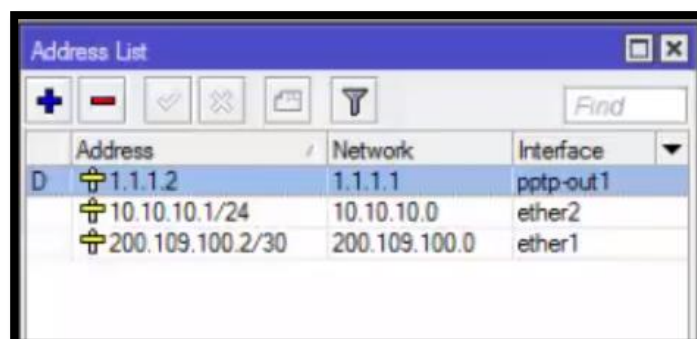 Address List
Find
Address Network Interface
D 1.1.1.2 1.1.1.1 pptp-out1
10.10.10.1/24 10.10.10.0 ether2
200.109.100.2/30 200.109.100.0 ether1